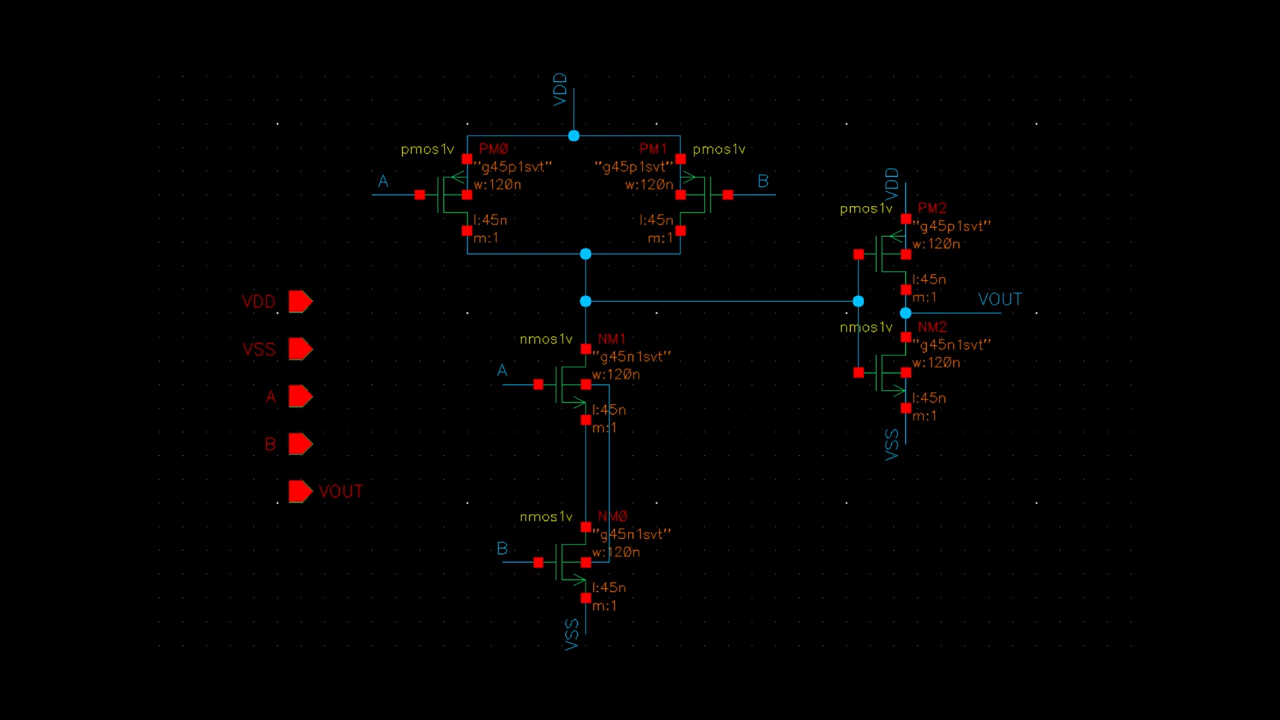 VDD
pmos1v PM0
"g45p1svt"
w:120n
l:45n
m:1
A
PM1 pmos1v
"g45p1svt"
w:120n
l:45n
m:1
B
VDD
pmos1v PM2
"g45p1svt"
w:120n
l:45n
m:1
VOUT
nmos1v NM2
"g45n1svt"
w:120n
l:45n
m:1
VSS
VDD
VSS
A
B
VOUT
nmos1v NM1
"g45n1svt"
w:120n
A
l:45n
m:1
nmos1v NM0
"g45n1svt"
w:120n
B
l:45n
m:1
VSS